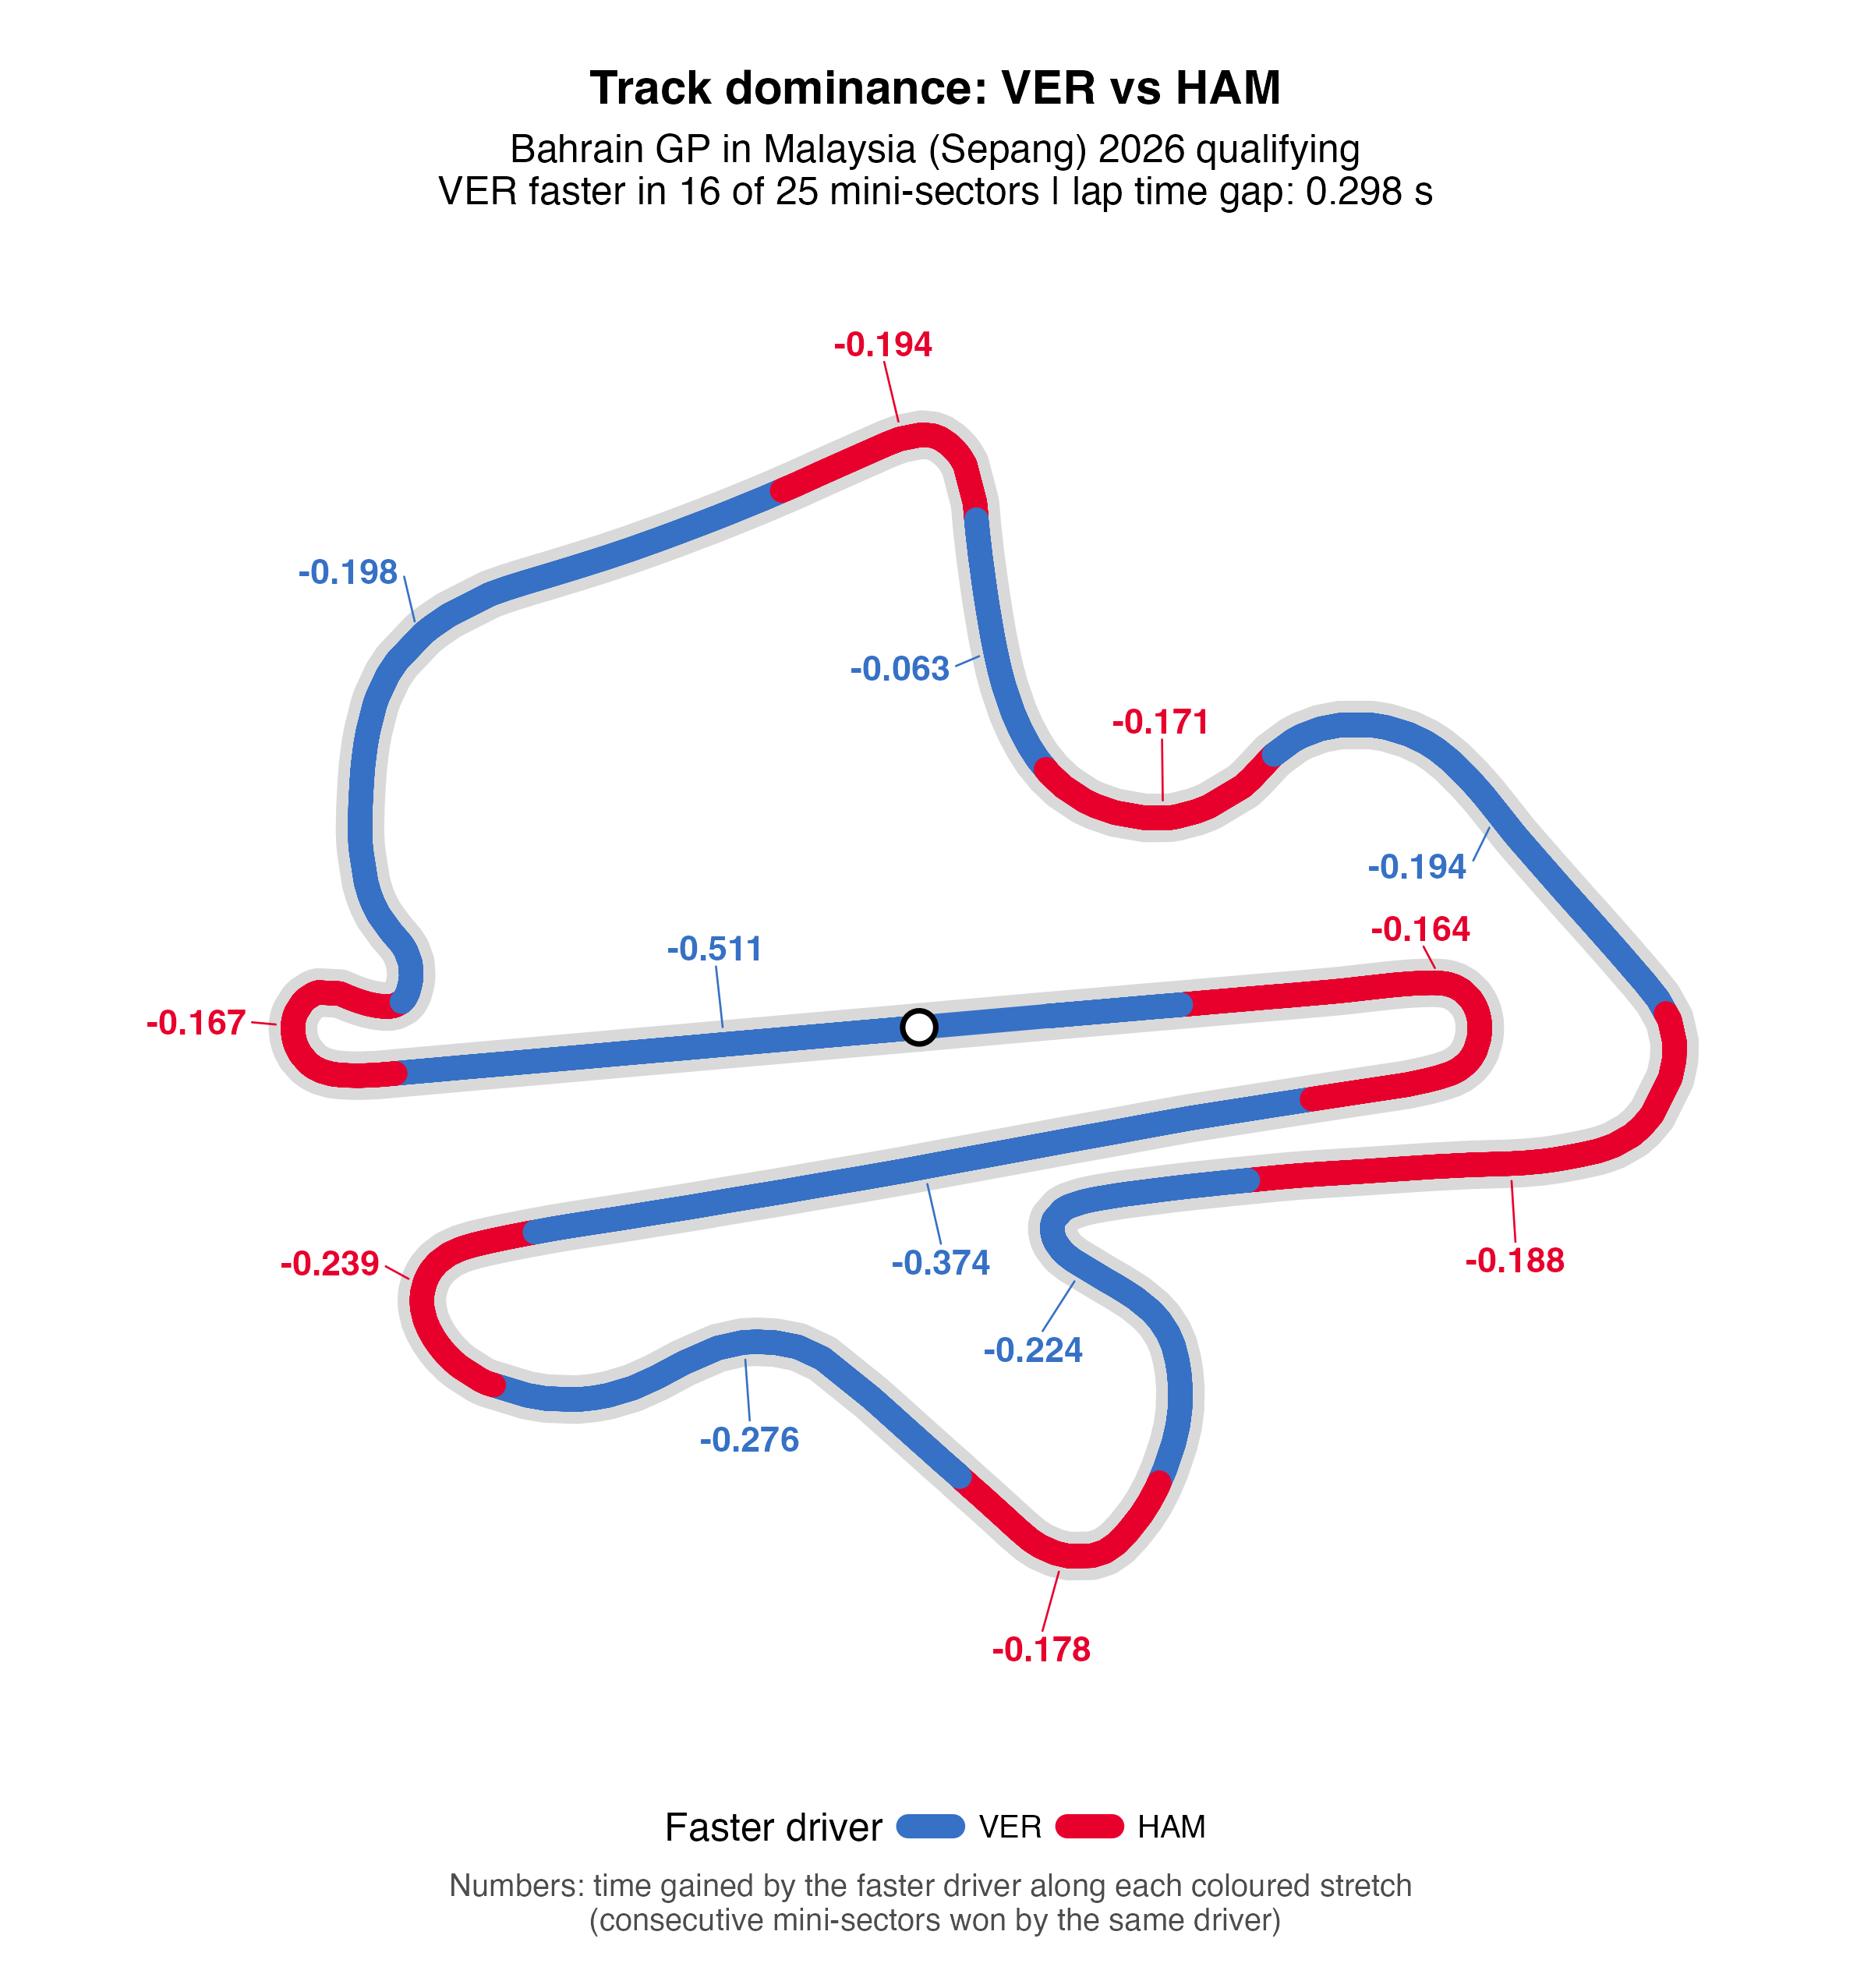 Track dominance: VER vs HAM
Bahrain GP in Malaysia (Sepang) 2026 qualifying
VER faster in 16 of 25 mini-sectors | lap time gap: 0.298 s
-0.194
-0.198
-0.063
-0.171
-0.194
-0.164
-0.511
-0.167
-0.239
-0.374
-0.188
-0.224
-0.276
-0.178
Faster driver VER HAM
Numbers: time gained by the faster driver along each coloured stretch
(consecutive mini-sectors won by the same driver)